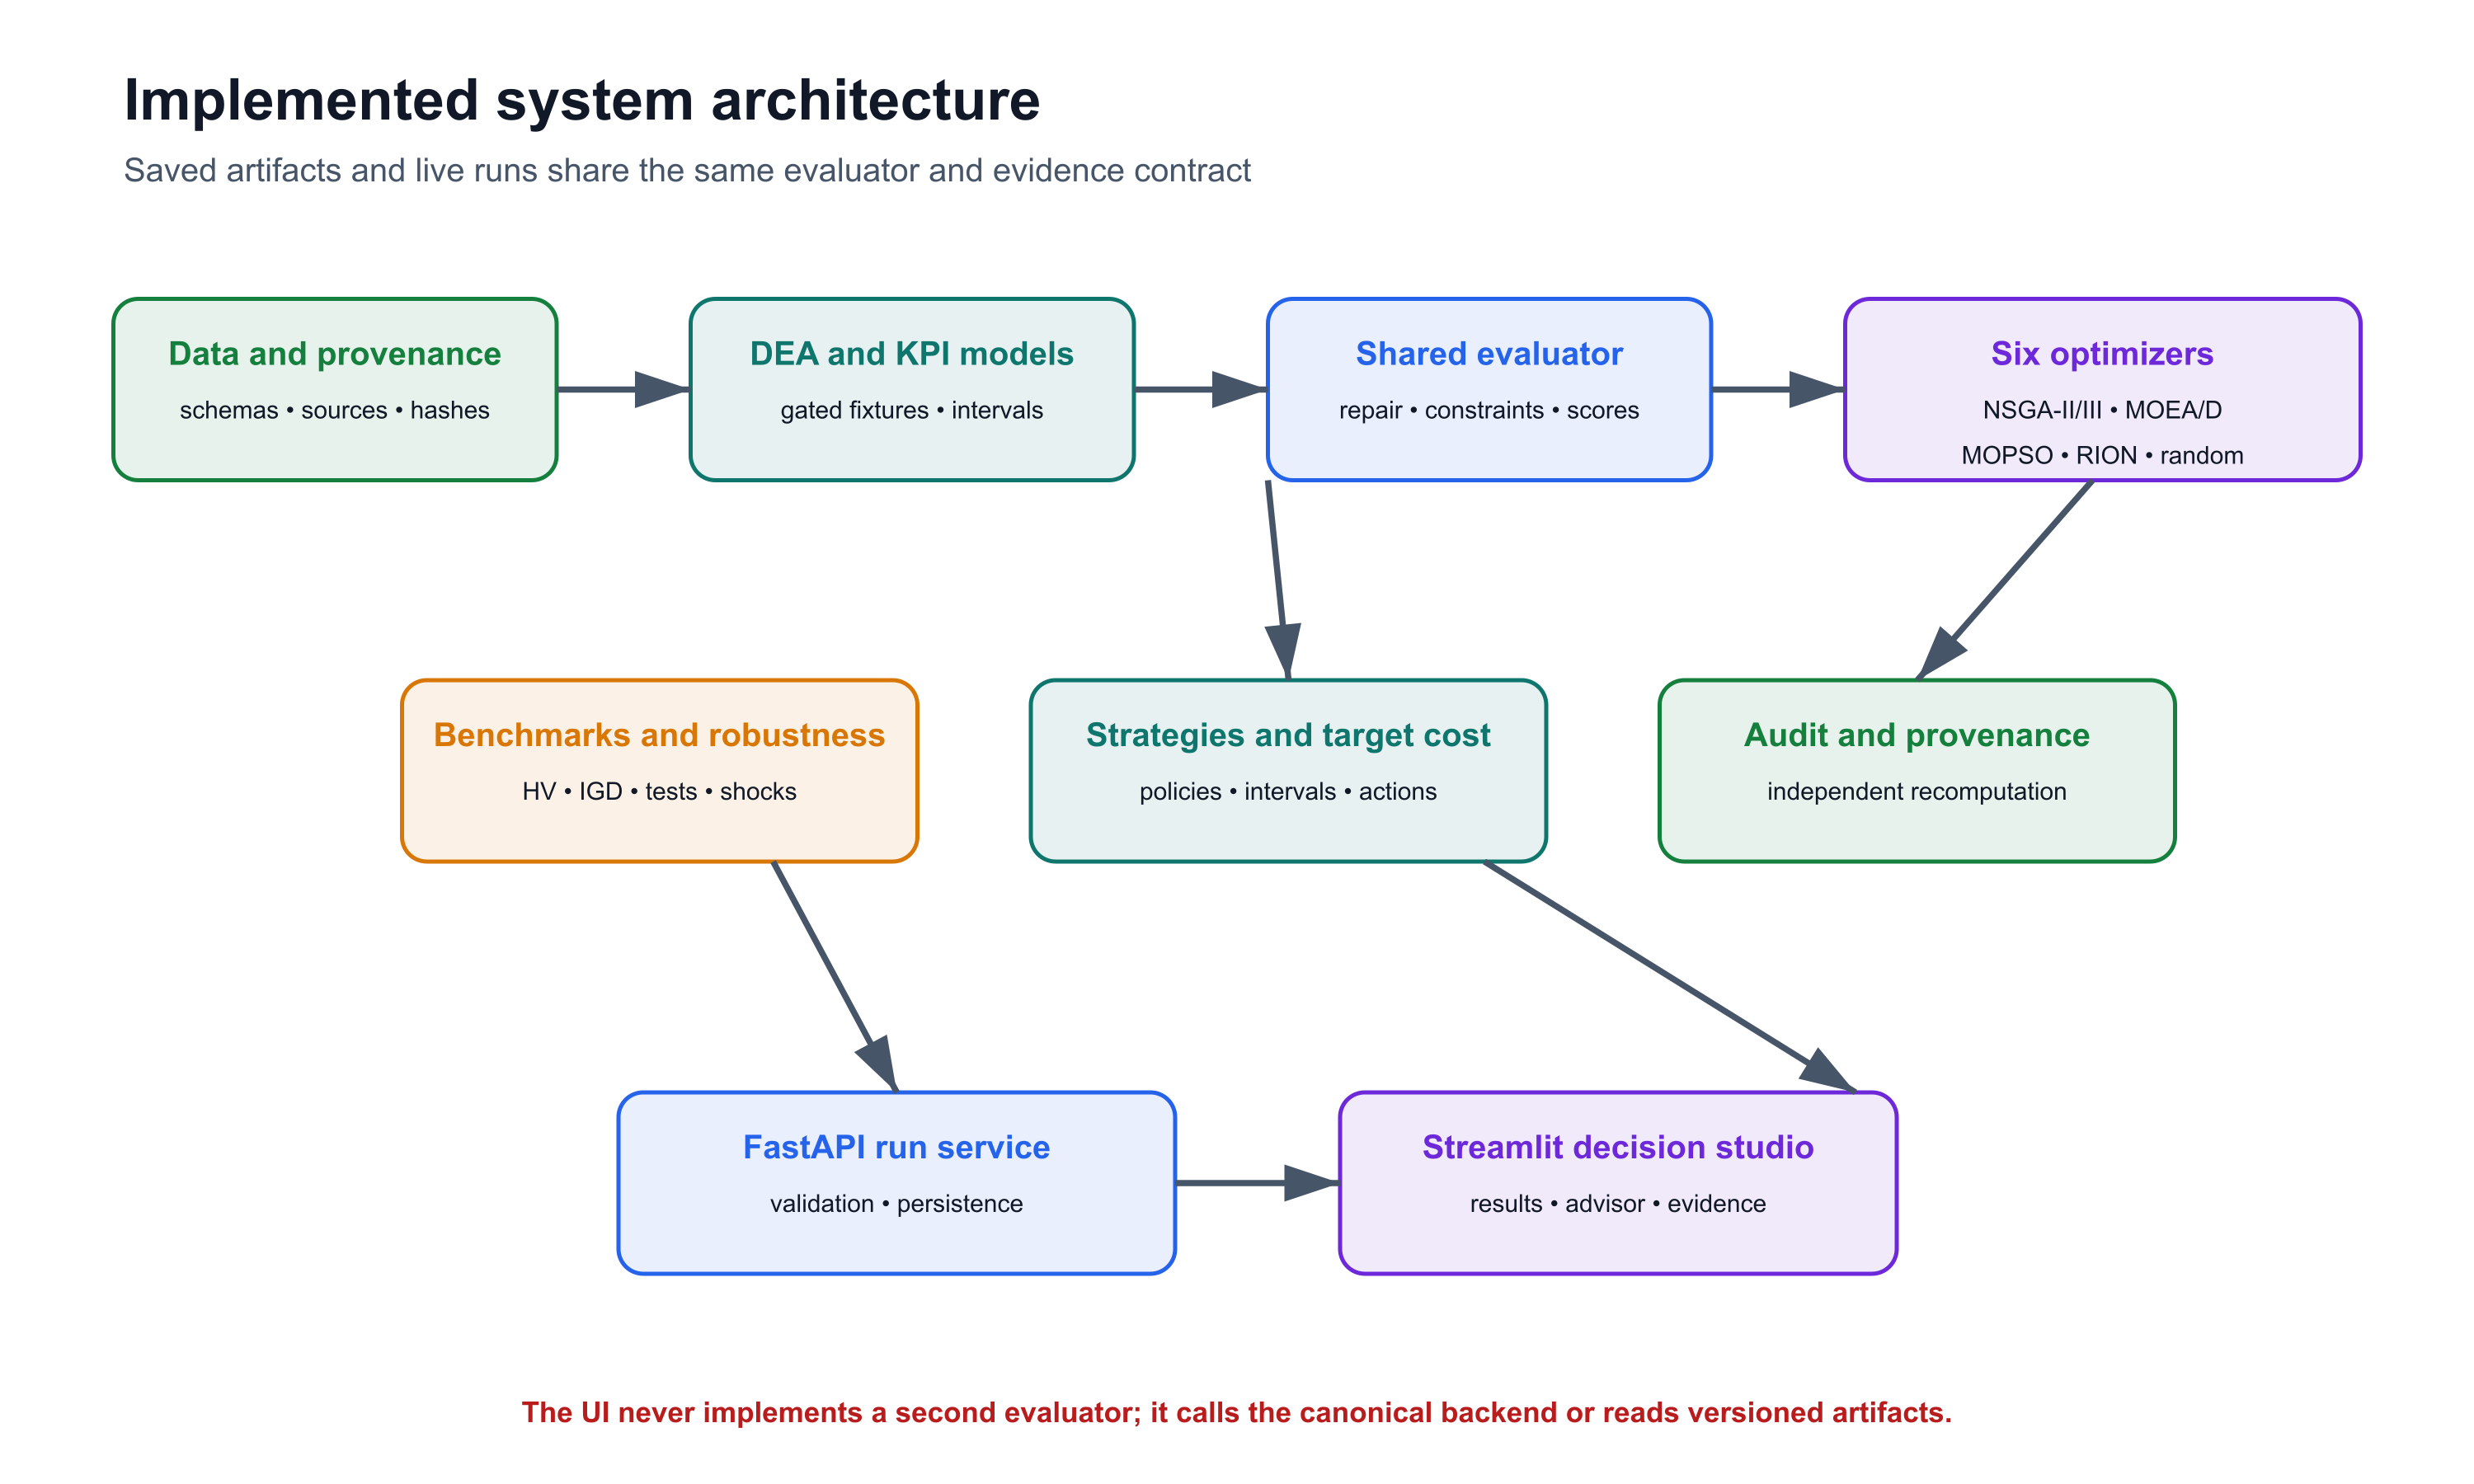 Implemented system architecture
Saved artifacts and live runs share the same evaluator and evidence contract
Data and provenance
schemas • sources • hashes
DEA and KPI models
gated fixtures • intervals
Shared evaluator
repair • constraints • scores
Six optimizers
NSGA-II/III • MOEA/D
MOPSO • RION • random
Benchmarks and robustness
HV • IGD • tests • shocks
Strategies and target cost
policies • intervals • actions
Audit and provenance
independent recomputation
FastAPI run service
validation • persistence
Streamlit decision studio
results • advisor • evidence
The UI never implements a second evaluator; it calls the canonical backend or reads versioned artifacts.